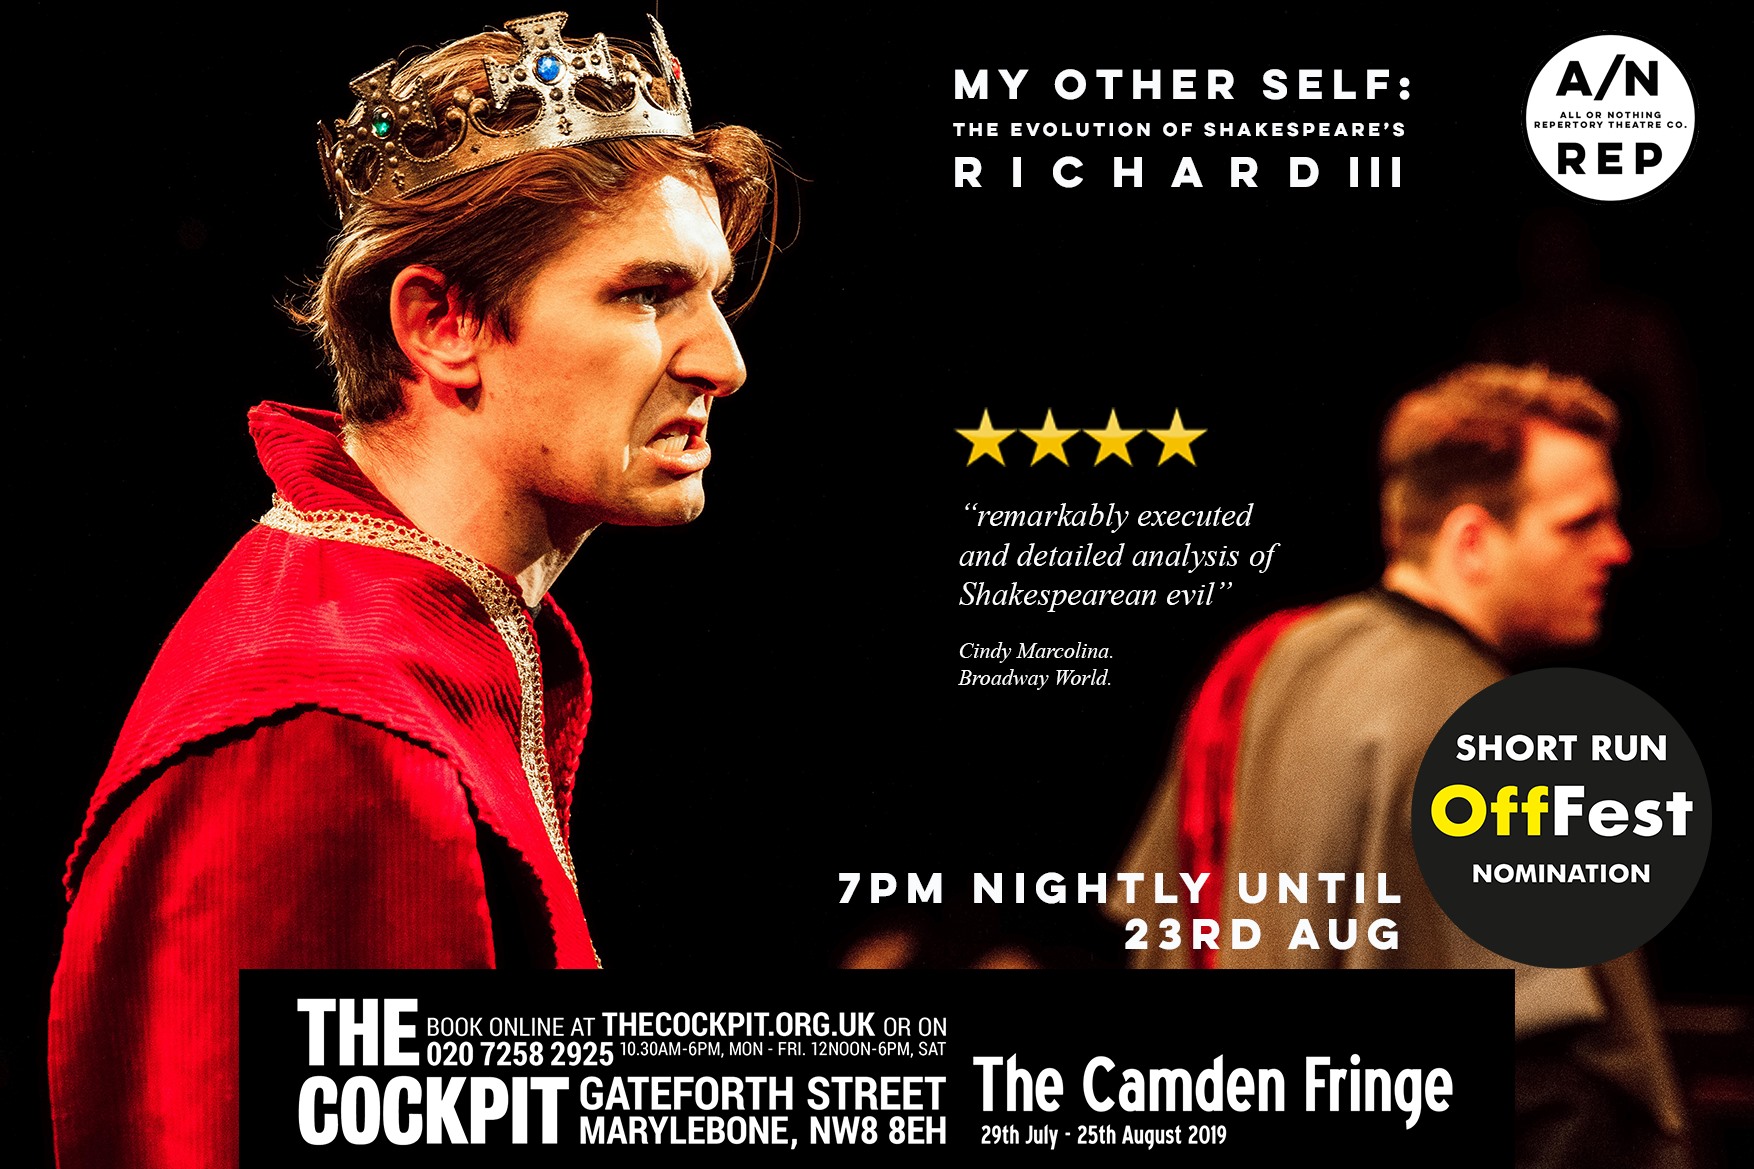 MY OTHER SELF:
THE EVOLUTION OF SHAKESPEARE'S
RICHARD III
A/N
ALL OR NOTHING
REPERTORY THEATRE CO.
REP
“remarkably executed
and detailed analysis of
Shakespearean evil”
Cindy Marcolina.
Broadway World.
SHORT RUN
OffFest
NOMINATION
7PM NIGHTLY UNTIL
23RD AUG
THE
COCKPIT
BOOK ONLINE AT THECOCKPIT.ORG.UK OR ON
020 7258 2925 10.30AM-6PM, MON - FRI. 12NOON-6PM, SAT
GATEFORTH STREET
MARYLEBONE, NW8 8EH
The Camden Fringe
29th July - 25th August 2019